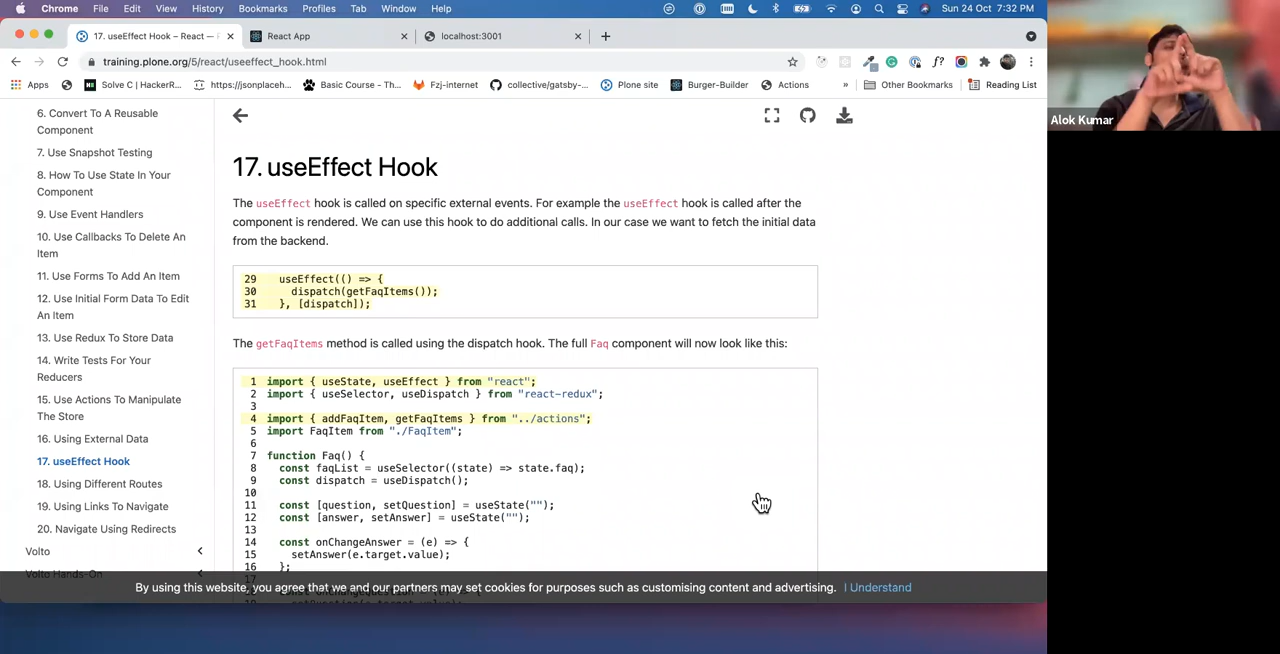 Chrome File Edit View History Bookmarks Profiles Tab Window Help Sun 24 Oct 7:32 PM
17. useEffect Hook – React — React App localhost:3001
training.plone.org/5/react/useeffect_hook.html
Apps Solve C | HackerR... https://jsonplaceh... Basic Course - Th... Fzj-internet collective/gatsby-... Plone site Burger-Builder Actions » Other Bookmarks Reading List
Alok Kumar
6. Convert To A Reusable
Component
7. Use Snapshot Testing
8. How To Use State In Your
Component
9. Use Event Handlers
10. Use Callbacks To Delete An
Item
11. Use Forms To Add An Item
12. Use Initial Form Data To Edit
An Item
13. Use Redux To Store Data
14. Write Tests For Your
Reducers
15. Use Actions To Manipulate
The Store
16. Using External Data
17. useEffect Hook
18. Using Different Routes
19. Using Links To Navigate
20. Navigate Using Redirects
Volto
Volto Hands-On
17. useEffect Hook
The useEffect hook is called on specific external events. For example the useEffect hook is called after the
component is rendered. We can use this hook to do additional calls. In our case we want to fetch the initial data
from the backend.
29 useEffect(() => {
30 dispatch(getFaqItems());
31 }, [dispatch]);
The getFaqItems method is called using the dispatch hook. The full Faq component will now look like this:
1 import { useState, useEffect } from "react";
2 import { useSelector, useDispatch } from "react-redux";
3
4 import { addFaqItem, getFaqItems } from "../actions";
5 import FaqItem from "./FaqItem";
6
7 function Faq() {
8 const faqList = useSelector((state) => state.faq);
9 const dispatch = useDispatch();
10
11 const [question, setQuestion] = useState("");
12 const [answer, setAnswer] = useState("");
13
14 const onChangeAnswer = (e) => {
15 setAnswer(e.target.value);
16 };
17
By using this website, you agree that we and our partners may set cookies for purposes such as customising content and advertising. I Understand